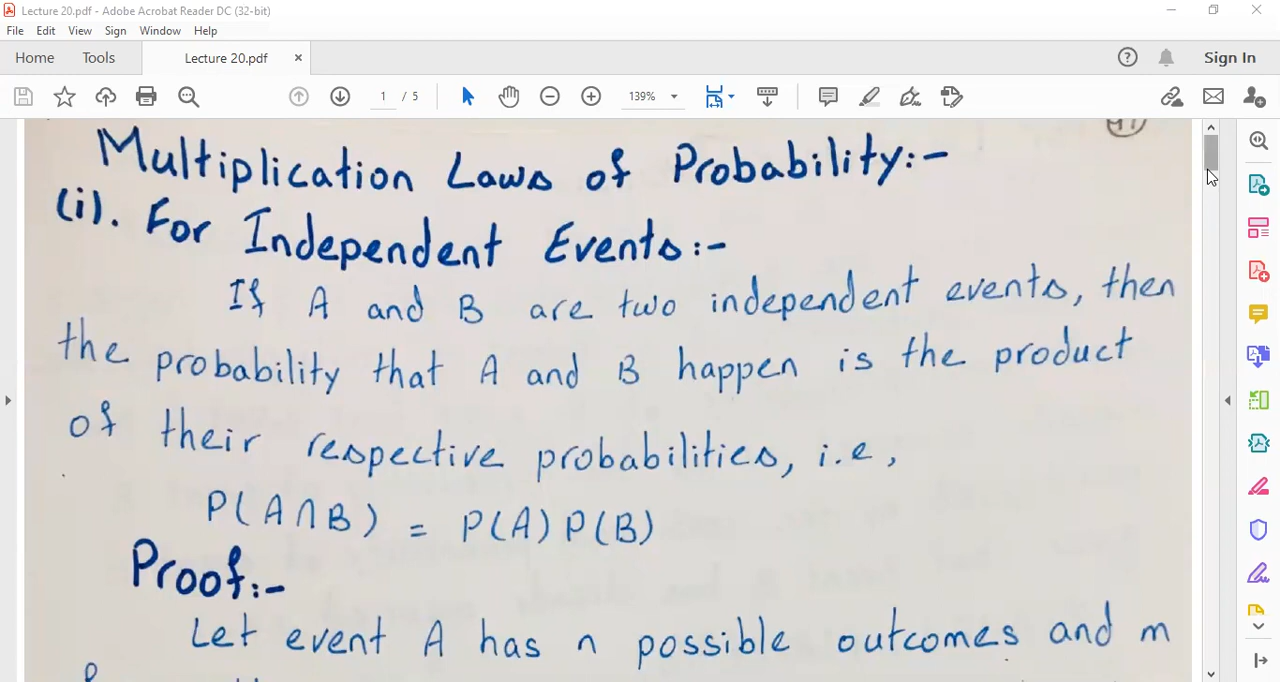 Lecture 20.pdf - Adobe Acrobat Reader DC (32-bit)
File Edit View Sign Window Help
Home Tools Lecture 20.pdf × Sign In
1 / 5 139%
Multiplication Laws of Probability:-
(i). For Independent Events:-
If A and B are two independent events, then
the probability that A and B happen is the product
of their respective probabilities, i.e,
P(A∩B) = P(A) P(B)
Proof:-
Let event A has n possible outcomes and m